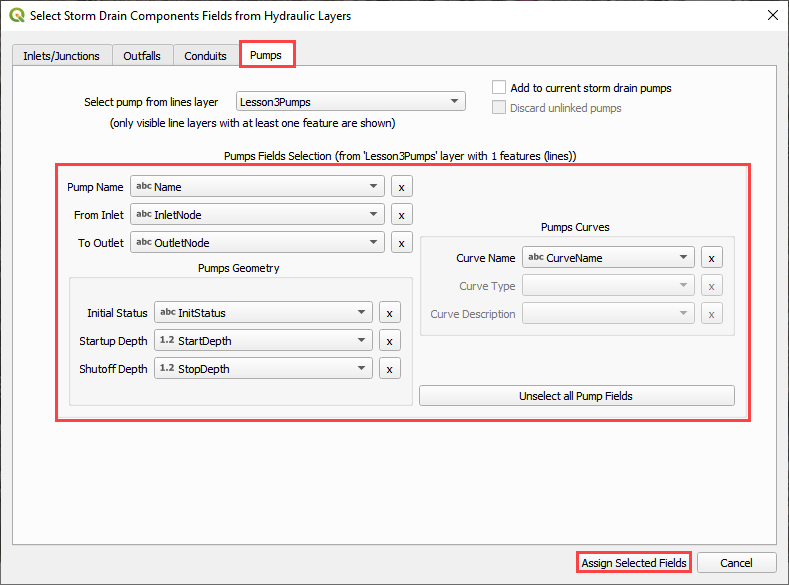 Select Storm Drain Components Fields from Hydraulic Layers
Inlets/Junctions Outfalls Conduits Pumps
Select pump from lines layer Lesson3Pumps
(only visible line layers with at least one feature are shown)
Add to current storm drain pumps
Discard unlinked pumps
Pumps Fields Selection (from 'Lesson3Pumps' layer with 1 features (lines))
Pump Name abc Name x
From Inlet abc InletNode x
To Outlet abc OutletNode x
Pumps Geometry
Initial Status abc InitStatus x
Startup Depth 1.2 StartDepth x
Shutoff Depth 1.2 StopDepth x
Pumps Curves
Curve Name abc CurveName x
Curve Type x
Curve Description x
Unselect all Pump Fields
Assign Selected Fields Cancel